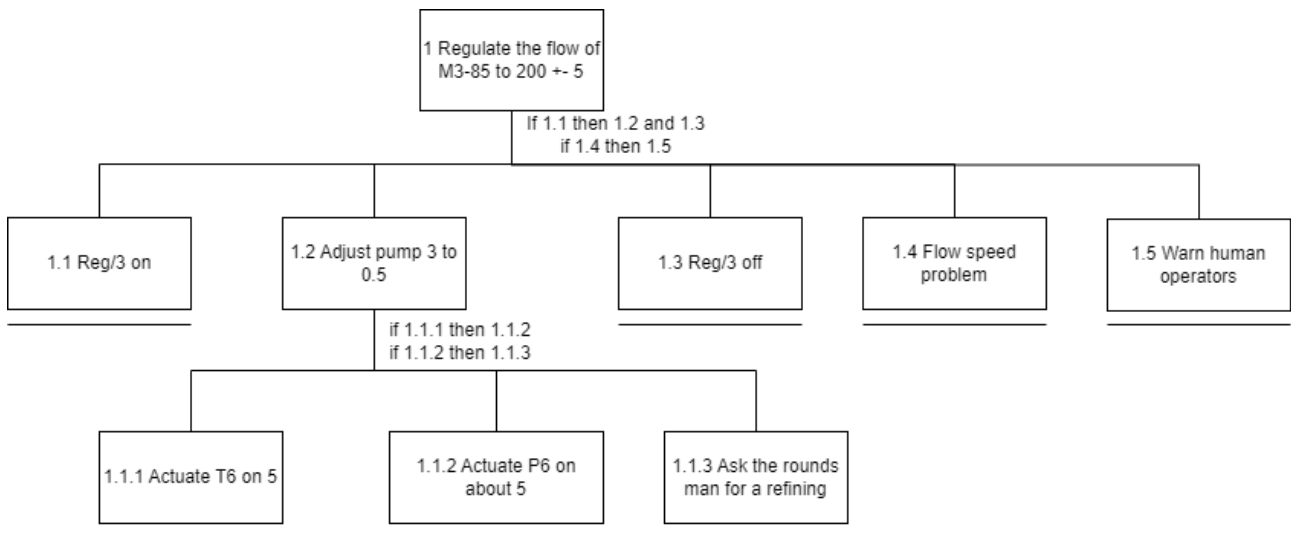 1 Regulate the flow of
M3-85 to 200 +- 5
If 1.1 then 1.2 and 1.3
if 1.4 then 1.5
1.1 Reg/3 on
1.2 Adjust pump 3 to
0.5
1.3 Reg/3 off
1.4 Flow speed
problem
1.5 Warn human
operators
if 1.1.1 then 1.1.2
if 1.1.2 then 1.1.3
1.1.1 Actuate T6 on 5
1.1.2 Actuate P6 on
about 5
1.1.3 Ask the rounds
man for a refining